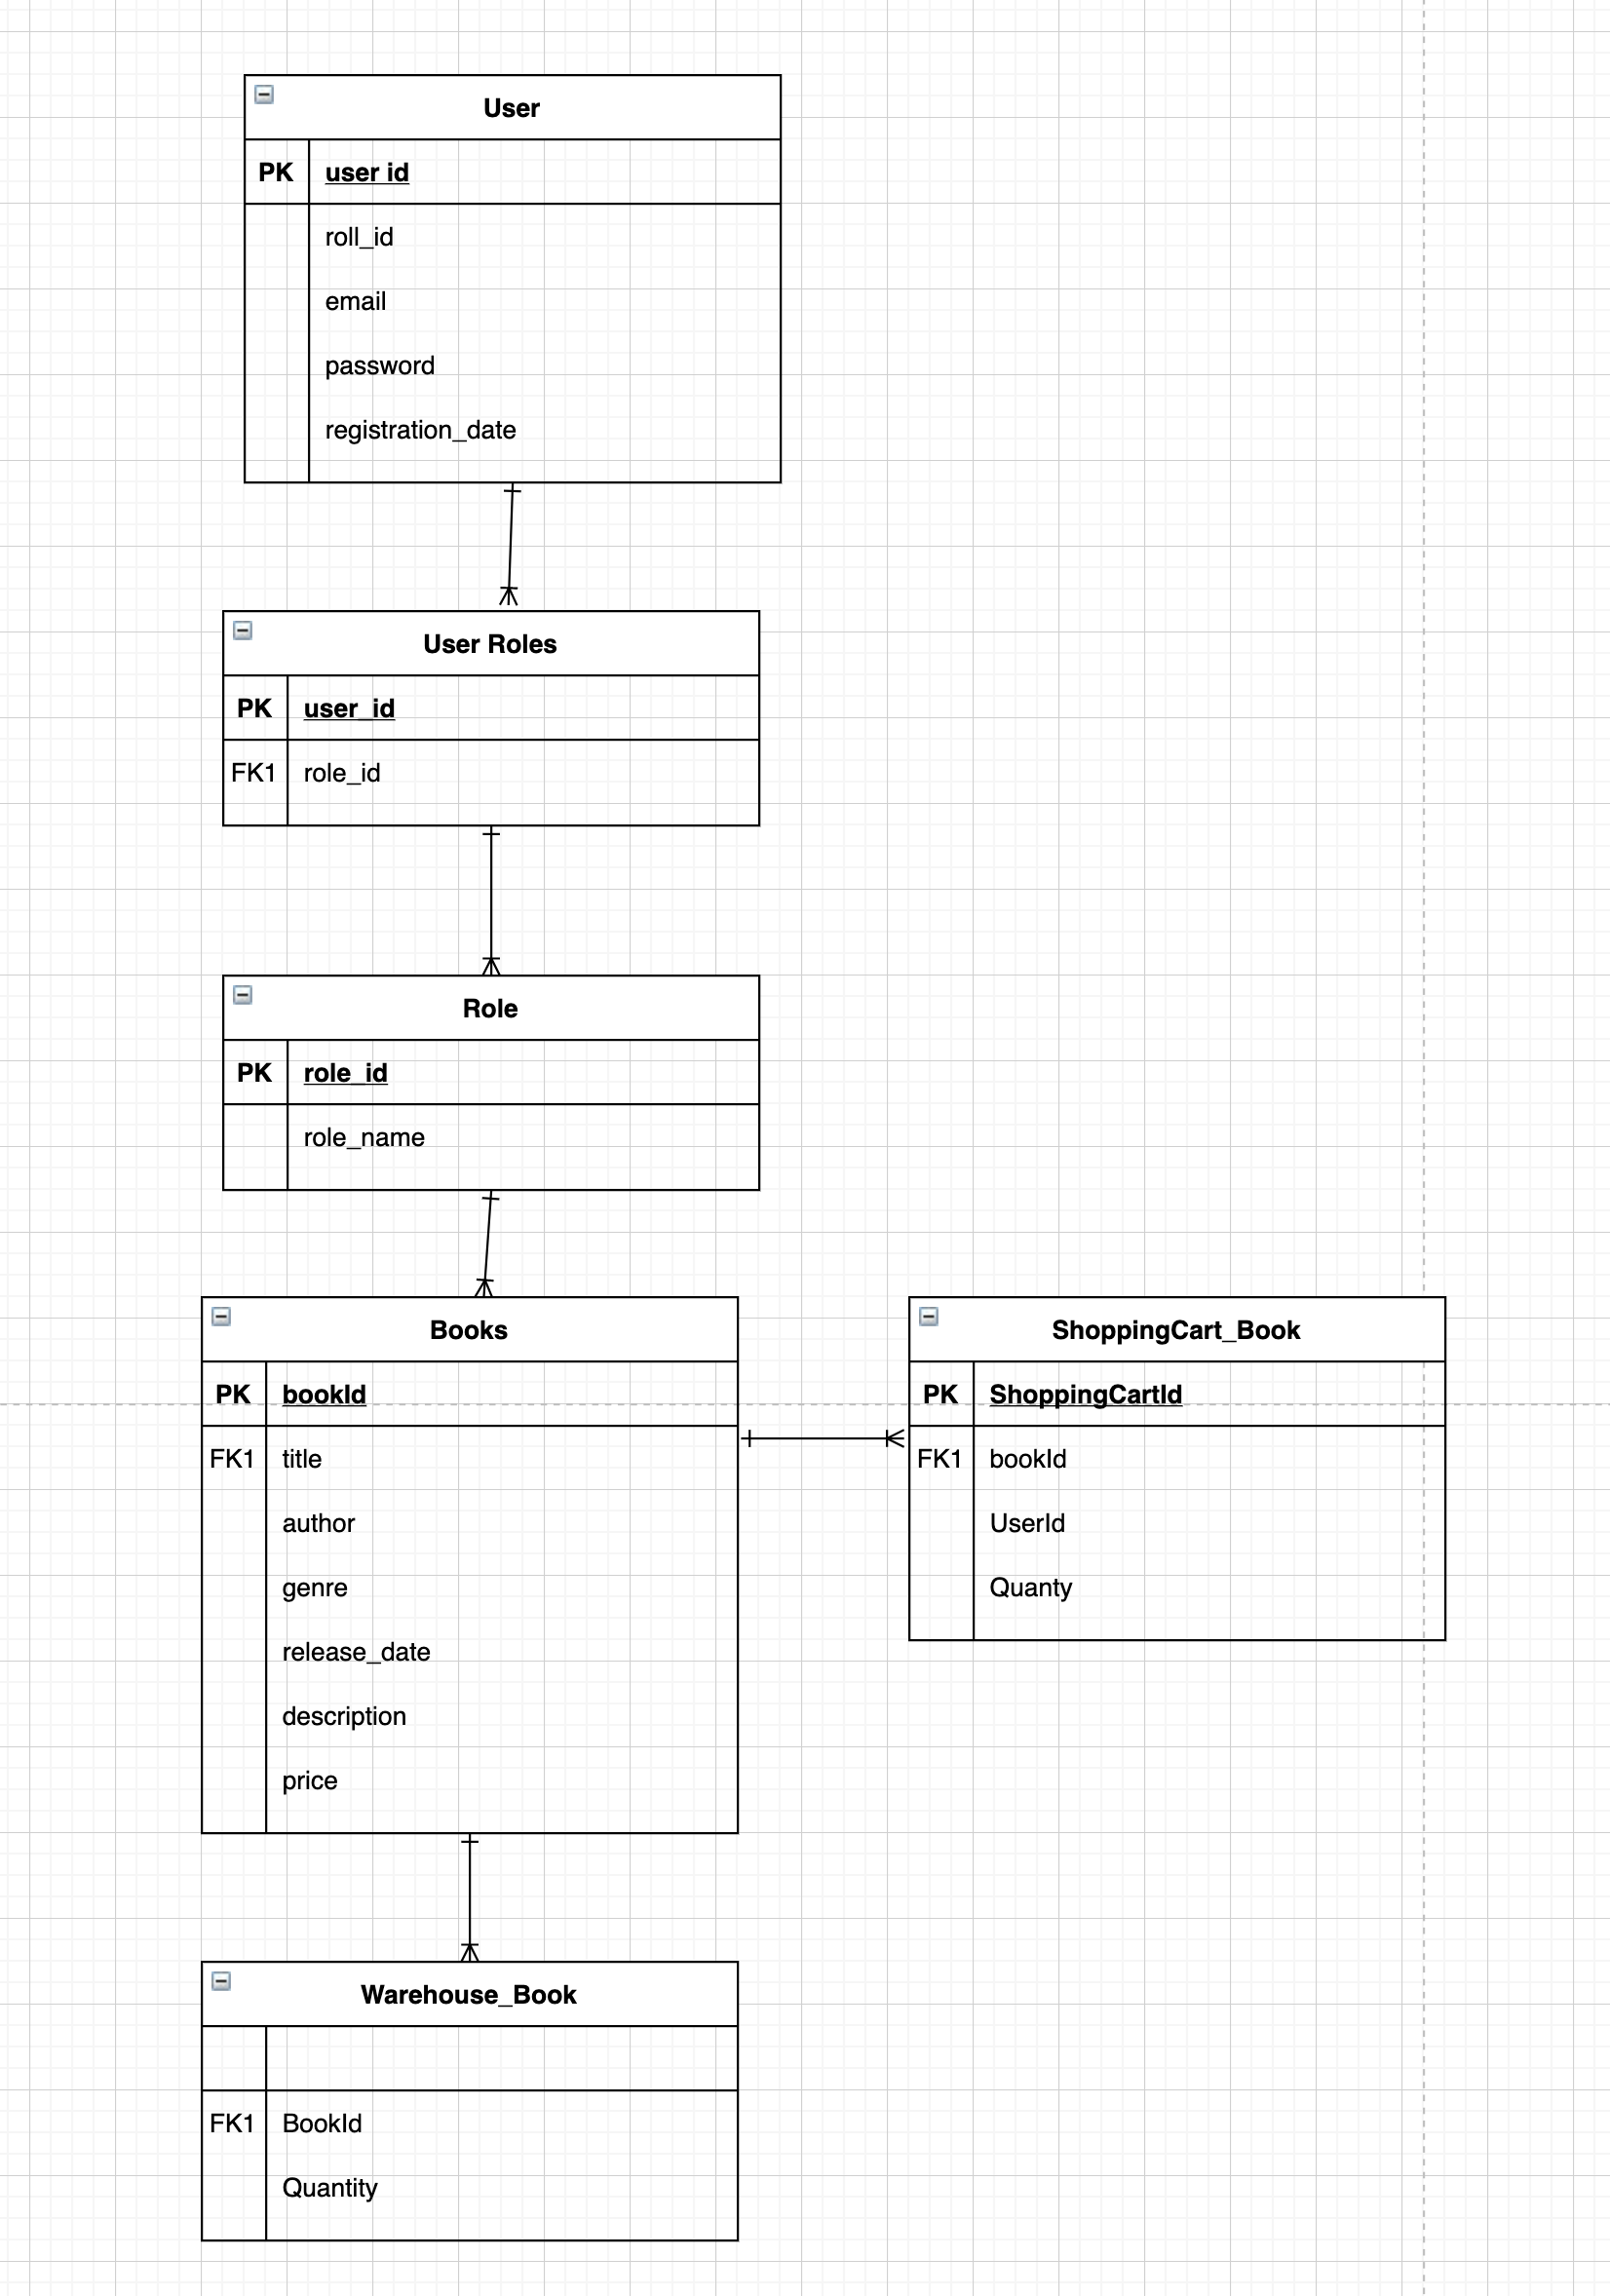 User
PK user id
roll_id
email
password
registration_date
User Roles
PK user_id
FK1 role_id
Role
PK role_id
role_name
Books
PK bookId
FK1 title
author
genre
release_date
description
price
ShoppingCart_Book
PK ShoppingCartId
FK1 bookId
UserId
Quanty
Warehouse_Book
FK1 BookId
Quantity